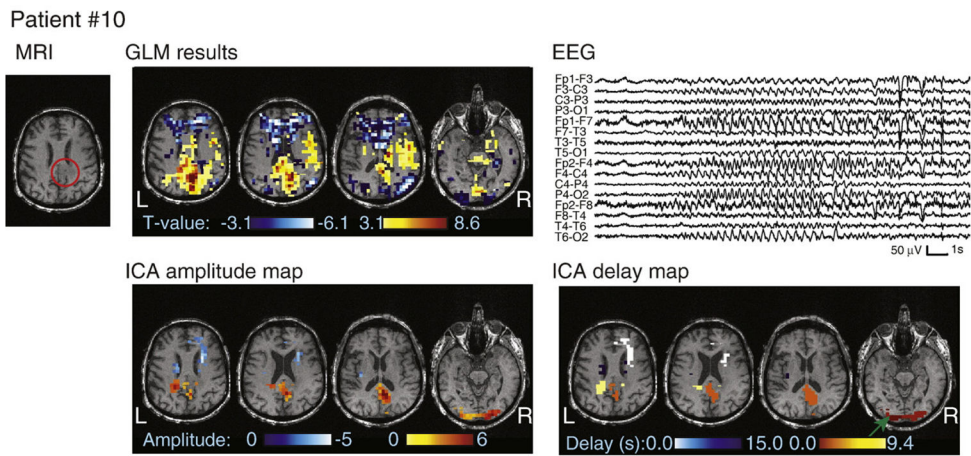 Patient #10
MRI
GLM results
EEG
Fp1-F3
F3-C3
C3-P3
P3-O1
Fp1-F7
F7-T3
T3-T5
T5-O1
Fp2-F4
F4-C4
C4-P4
P4-O2
Fp2-F8
F8-T4
T4-T6
T6-O2
50 µV 1s
L R
T-value: -3.1 -6.1 3.1 8.6
ICA amplitude map
L R
Amplitude: 0 -5 0 6
ICA delay map
L R
Delay (s): 0.0 15.0 0.0 9.4